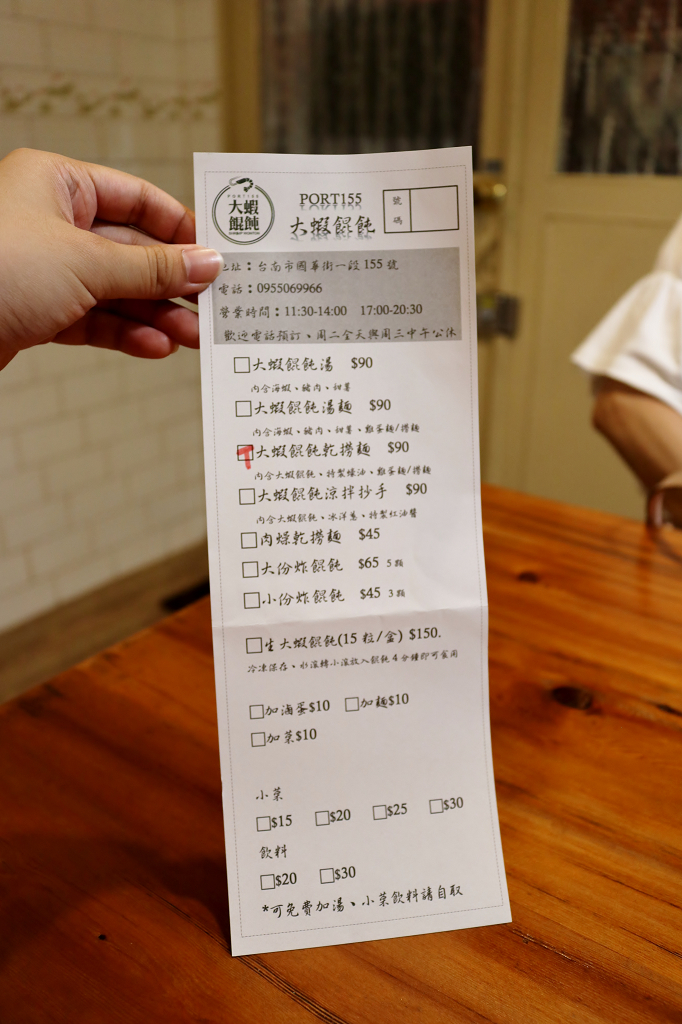 PORT155
大蝦
餛飩
SHRIMP WONTON
PORT155
大蝦餛飩
號碼
址：台南市國華街一段155號
電話：0955069966
營業時間：11:30-14:00 17:00-20:30
歡迎電話預訂、周二全天與周三中午公休
大蝦餛飩湯 $90
內含海蝦、豬肉、甜薯
大蝦餛飩湯麵 $90
內含海蝦、豬肉、甜薯、雞蛋麵/撈麵
大蝦餛飩乾撈麵 $90
內含大蝦餛飩、特製蠔油、雞蛋麵/撈麵
大蝦餛飩涼拌抄手 $90
內含大蝦餛飩、冰洋蔥、特製紅油醬
肉燥乾撈麵 $45
大份炸餛飩 $65 5顆
小份炸餛飩 $45 3顆
生大蝦餛飩(15粒/盒) $150.
冷凍保存、水滾轉小滾放入餛飩4分鐘即可食用
加滷蛋$10 加麵$10
加菜$10
小菜
$15 $20 $25 $30
飲料
$20 $30
*可免費加湯、小菜飲料請自取